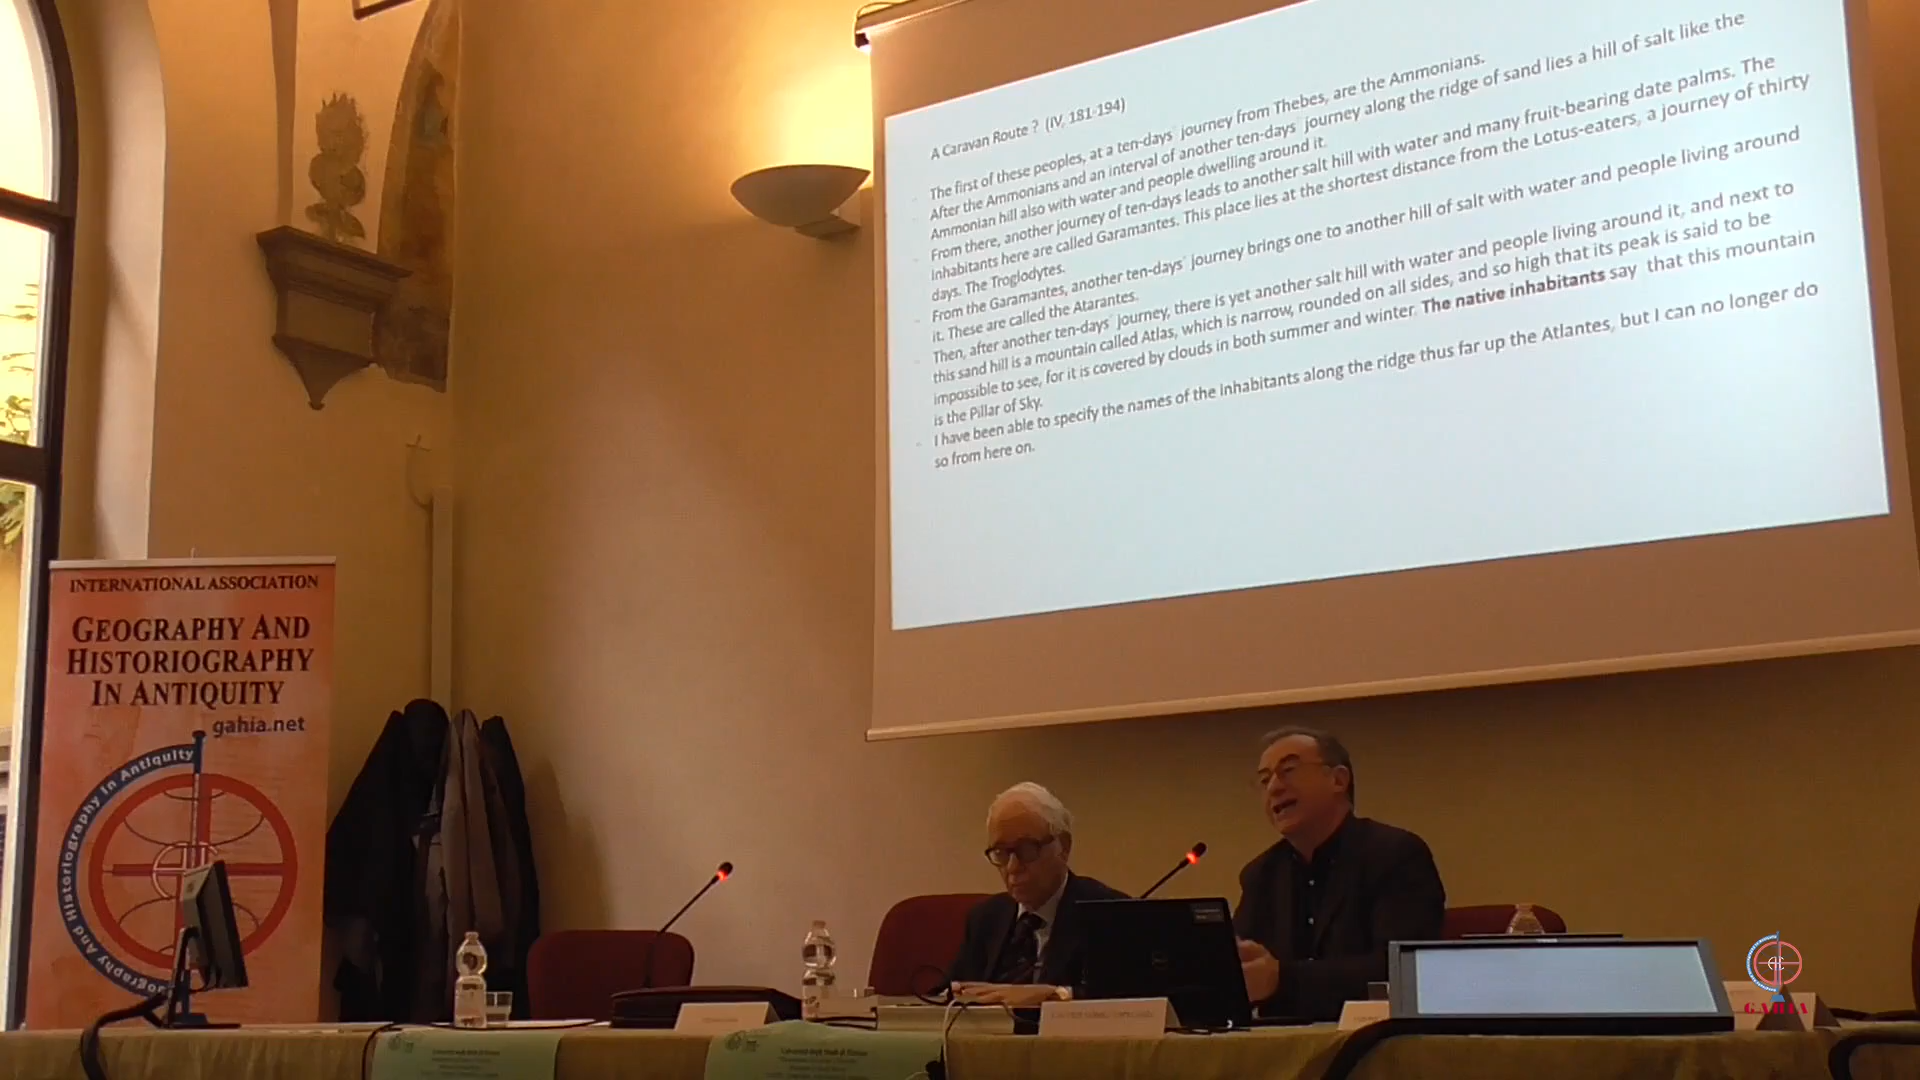 A Caravan Route ? (IV, 181-194)
- The first of these peoples, at a ten-days´ journey from Thebes, are the Ammonians.
- After the Ammonians and an interval of another ten-days´ journey along the ridge of sand lies a hill of salt like the
Ammonian hill also with water and people dwelling around it.
- From there, another journey of ten-days leads to another salt hill with water and many fruit-bearing date palms. The
inhabitants here are called Garamantes. This place lies at the shortest distance from the Lotus-eaters, a journey of thirty
days. The Troglodytes.
- From the Garamantes, another ten-days´ journey brings one to another hill of salt with water and people living around
it. These are called the Atarantes.
- Then, after another ten-days´ journey, there is yet another salt hill with water and people living around it, and next to
this sand hill is a mountain called Atlas, which is narrow, rounded on all sides, and so high that its peak is said to be
impossible to see, for it is covered by clouds in both summer and winter. The native inhabitants say that this mountain
is the Pillar of Sky.
- I have been able to specify the names of the inhabitants along the ridge thus far up the Atlantes, but I can no longer do
so from here on.
INTERNATIONAL ASSOCIATION
GEOGRAPHY AND
HISTORIOGRAPHY
IN ANTIQUITY
gahia.net
Geography And Historiography In Antiquity
GAHIA